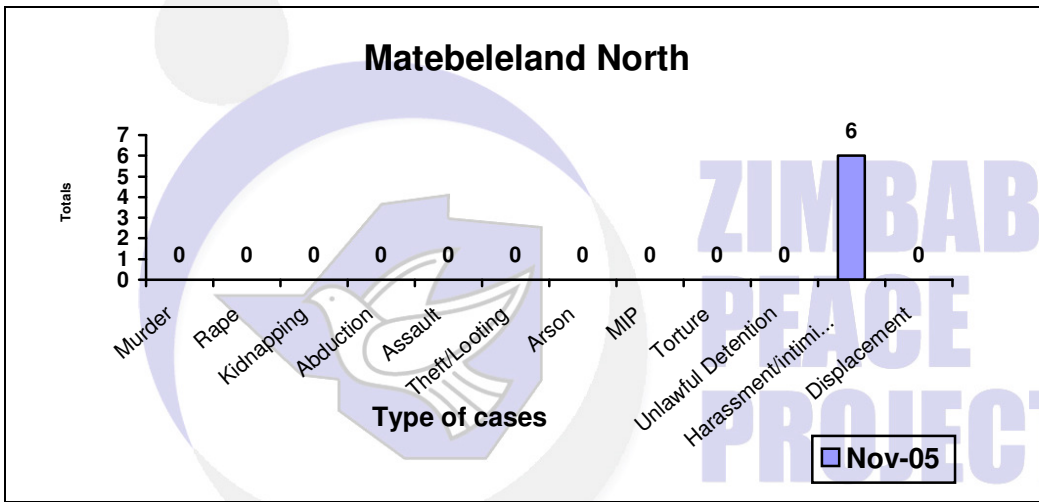 Matebeleland North
Totals
7
6
5
4
3
2
1
0
0 0 0 0 0 0 0 0 0 0 6 0
Murder
Rape
Kidnapping
Abduction
Assault
Theft/Looting
Arson
MIP
Torture
Unlawful Detention
Harassment/intimi...
Displacement
Type of cases
Nov-05
ZIMBAB
PEACE
PROJECT